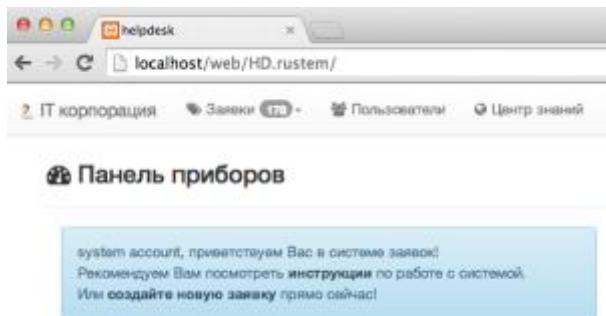 helpdesk
localhost/web/HD.rustem/
IT корпорация Заявки Пользователи Центр знаний
Панель приборов
system account, приветствуем Вас в системе заявок!
Рекомендуем Вам посмотреть инструкции по работе с системой.
Или создайте новую заявку прямо сейчас!